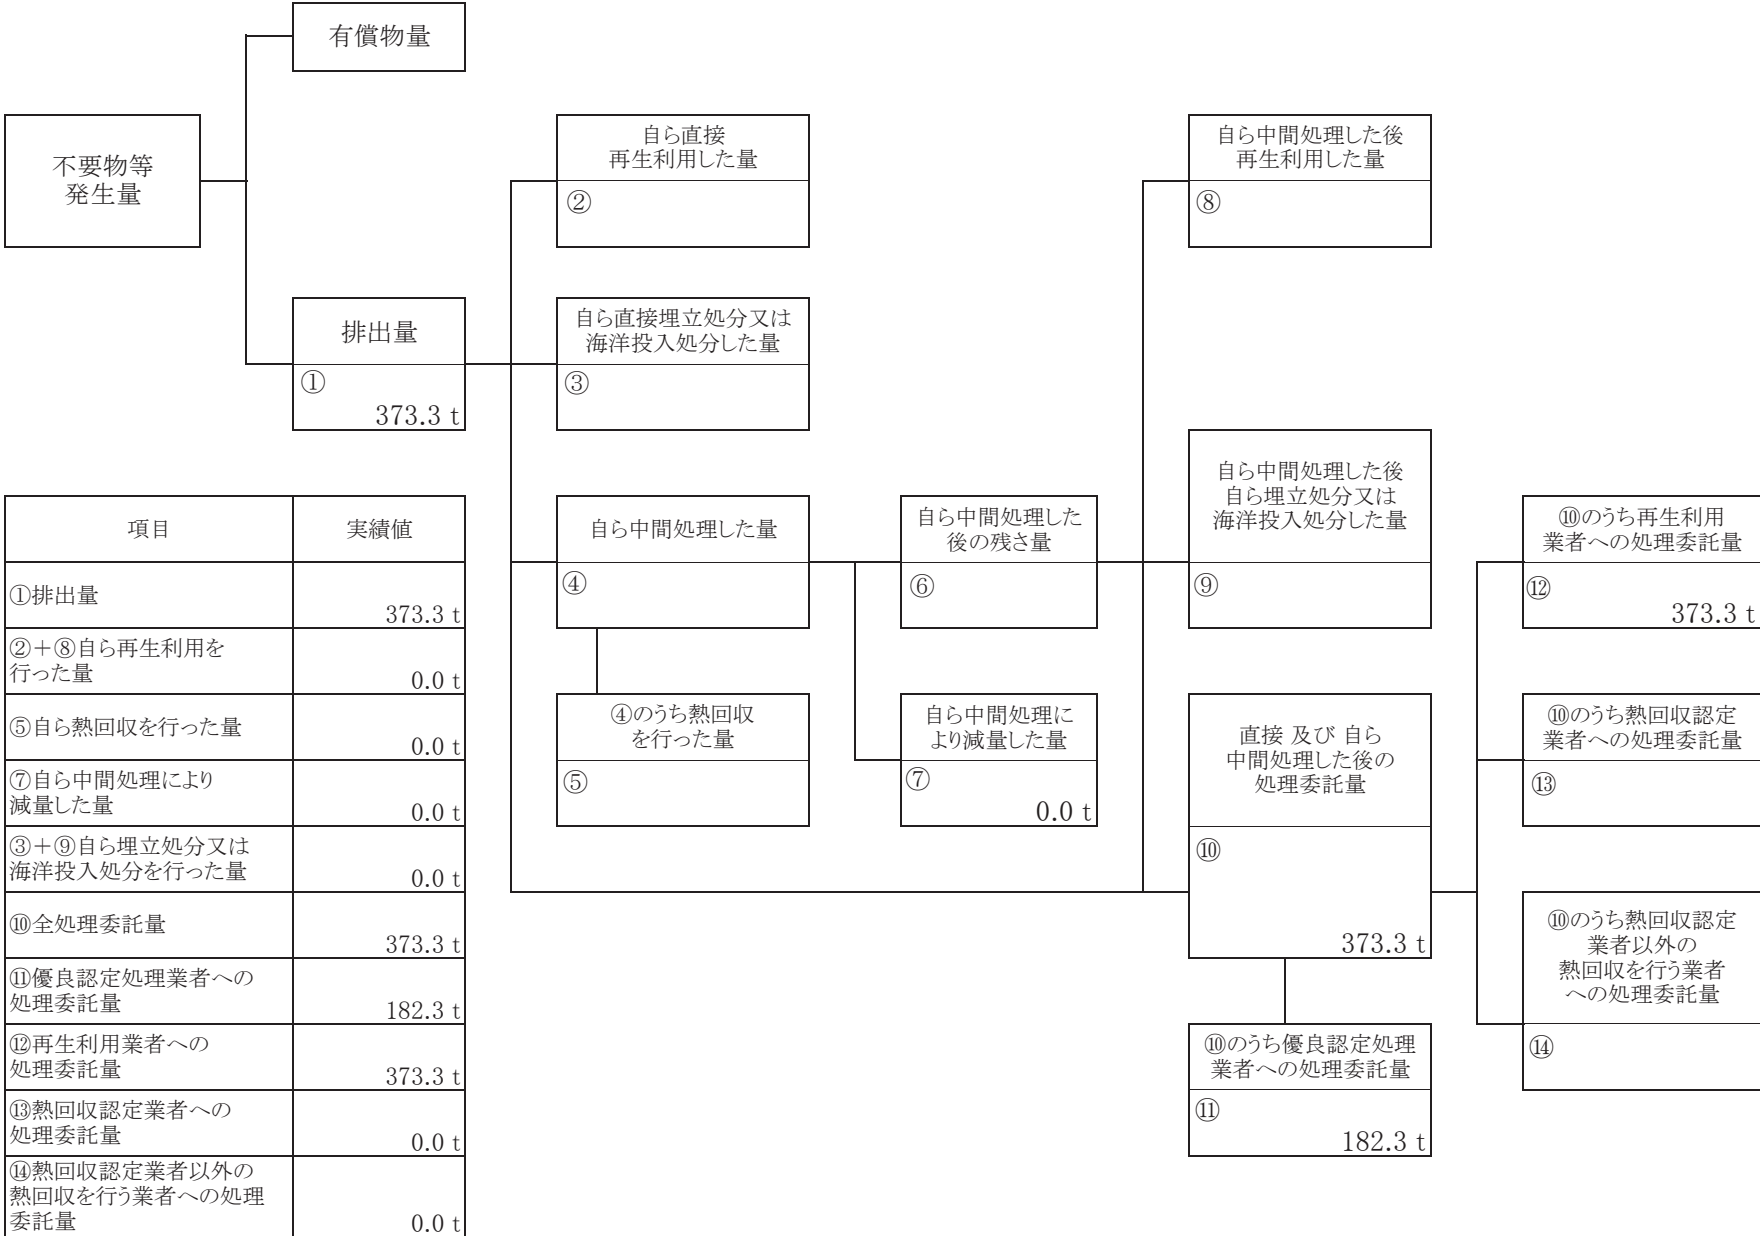 有償物量
不要物等
発生量
排出量
①
373.3 t
自ら直接
再生利用した量
②
自ら直接埋立処分又は
海洋投入処分した量
③
自ら中間処理した量
④
④のうち熱回収
を行った量
⑤
自ら中間処理した
後の残さ量
⑥
自ら中間処理に
より減量した量
⑦
0.0 t
自ら中間処理した後
再生利用した量
⑧
自ら中間処理した後
自ら埋立処分又は
海洋投入処分した量
⑨
直接 及び 自ら
中間処理した後の
処理委託量
⑩
373.3 t
⑩のうち優良認定処理
業者への処理委託量
⑪
182.3 t
⑩のうち再生利用
業者への処理委託量
⑫
373.3 t
⑩のうち熱回収認定
業者への処理委託量
⑬
⑩のうち熱回収認定
業者以外の
熱回収を行う業者
への処理委託量
⑭
項目 実績値
①排出量
373.3 t
②＋⑧自ら再生利用を
行った量
0.0 t
⑤自ら熱回収を行った量
0.0 t
⑦自ら中間処理により
減量した量
0.0 t
③＋⑨自ら埋立処分又は
海洋投入処分を行った量
0.0 t
⑩全処理委託量
373.3 t
⑪優良認定処理業者への
処理委託量
182.3 t
⑫再生利用業者への
処理委託量
373.3 t
⑬熱回収認定業者への
処理委託量
0.0 t
⑭熱回収認定業者以外の
熱回収を行う業者への処理
委託量
0.0 t